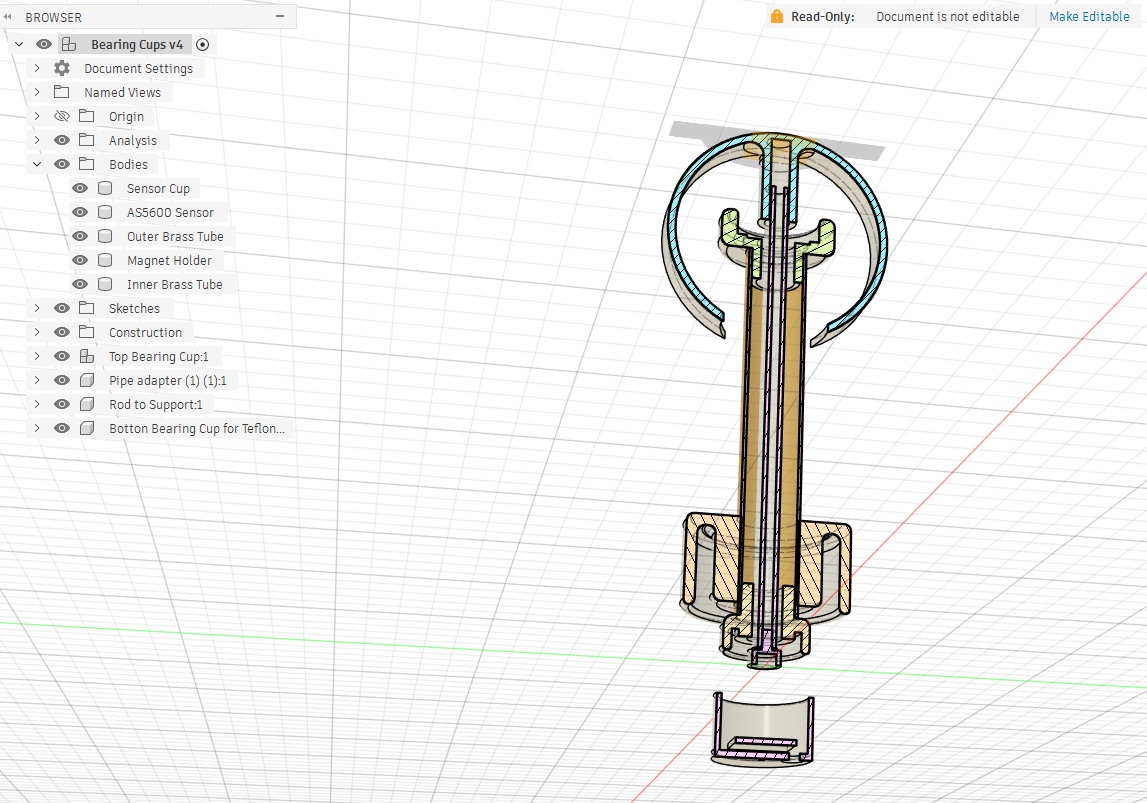 BROWSER
Read-Only: Document is not editable Make Editable
Bearing Cups v4
Document Settings
Named Views
Origin
Analysis
Bodies
Sensor Cup
AS5600 Sensor
Outer Brass Tube
Magnet Holder
Inner Brass Tube
Sketches
Construction
Top Bearing Cup:1
Pipe adapter (1) (1):1
Rod to Support:1
Botton Bearing Cup for Teflon...